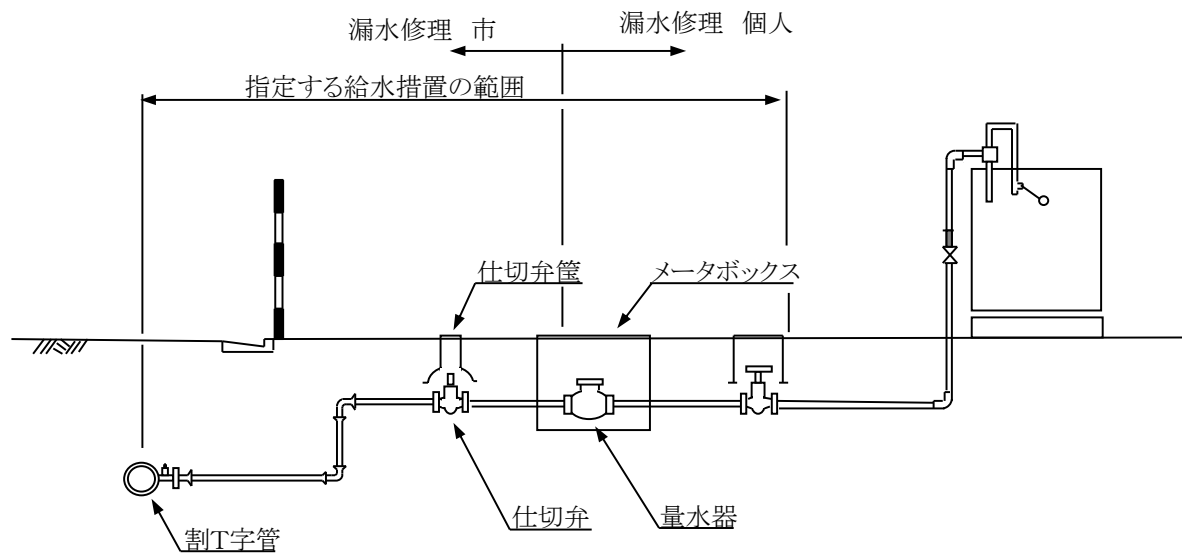 漏水修理 市
漏水修理 個人
指定する給水措置の範囲
仕切弁筐
メータボックス
仕切弁
量水器
割T字管